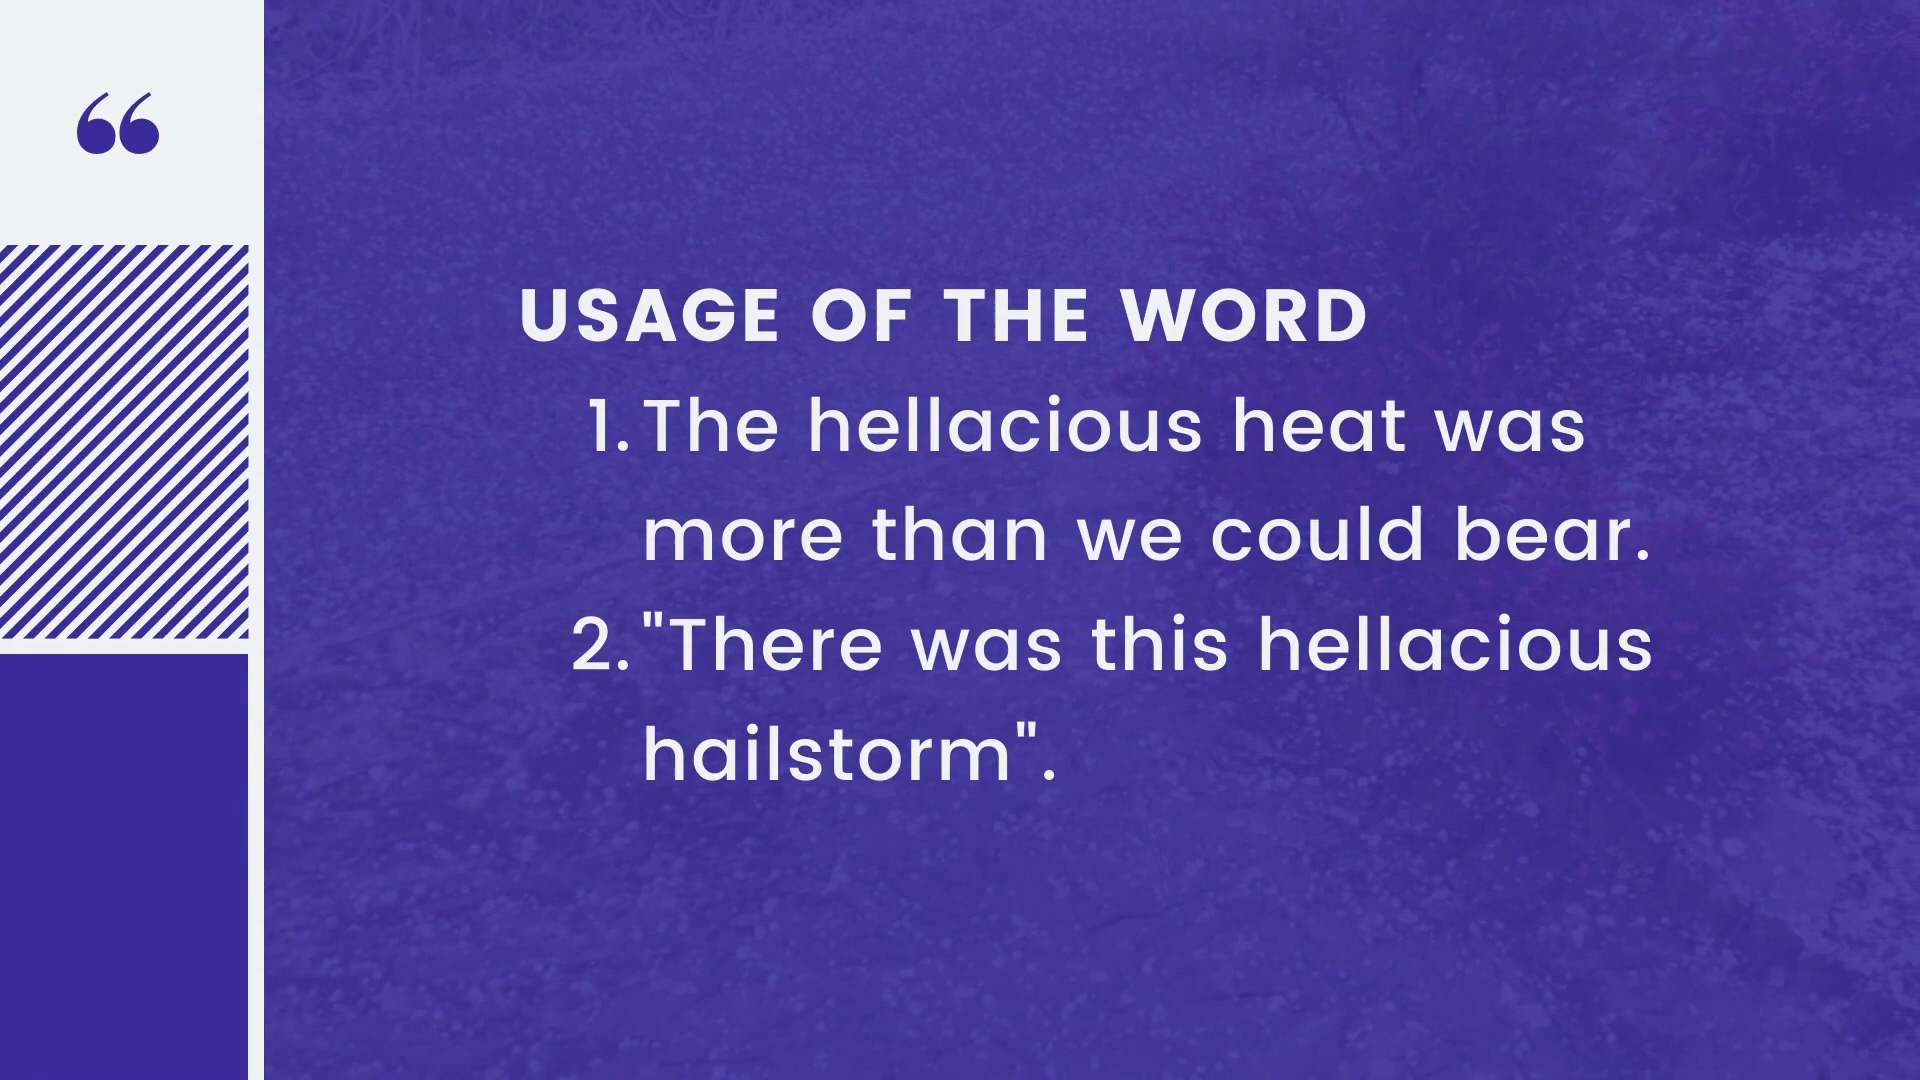 “
USAGE OF THE WORD
1. The hellacious heat was
more than we could bear.
2. "There was this hellacious
hailstorm".